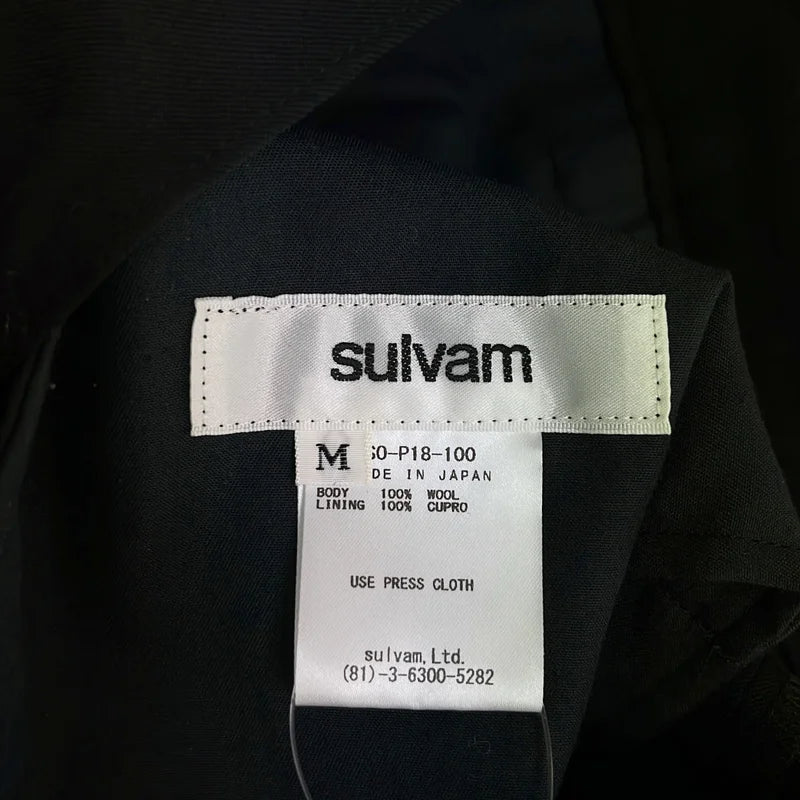 sulvam
M
SO-P18-100
DE IN JAPAN
BODY 100% WOOL
LINING 100% CUPRO
USE PRESS CLOTH
sulvam,Ltd.
(81)-3-6300-5282